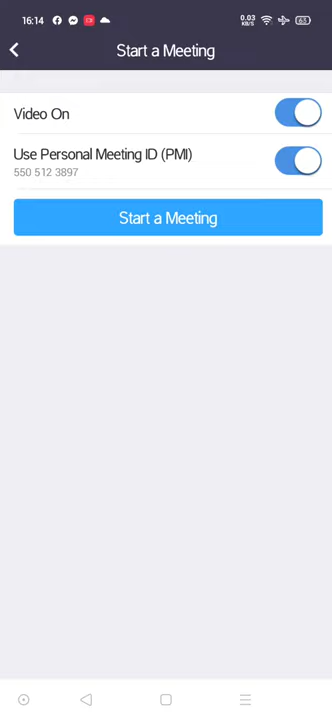 16:14
0.03
KB/S
63
Start a Meeting
Video On
Use Personal Meeting ID (PMI)
550 512 3897
Start a Meeting